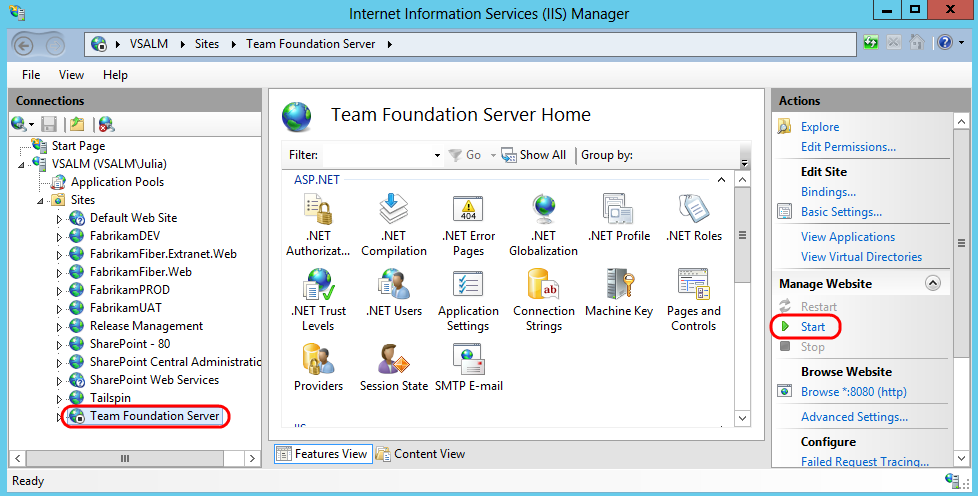 Internet Information Services (IIS) Manager
VSALM Sites Team Foundation Server
File View Help
Connections
Start Page
VSALM (VSALM\Julia)
Application Pools
Sites
Default Web Site
FabrikamDEV
FabrikamFiber.Extranet.Web
FabrikamFiber.Web
FabrikamPROD
FabrikamUAT
Release Management
SharePoint - 80
SharePoint Central Administratio
SharePoint Web Services
Tailspin
Team Foundation Server
Team Foundation Server Home
Filter: Go Show All Group by:
ASP.NET
.NET Authorizat...
.NET Compilation
404
.NET Error Pages
.NET Globalization
.NET Profile
.NET Roles
.NET Trust Levels
.NET Users
Application Settings
ab
Connection Strings
Machine Key
Pages and Controls
Providers
Session State
SMTP E-mail
IIS
Features View Content View
Actions
Explore
Edit Permissions...
Edit Site
Bindings...
Basic Settings...
View Applications
View Virtual Directories
Manage Website
Restart
Start
Stop
Browse Website
Browse *:8080 (http)
Advanced Settings...
Configure
Failed Request Tracing...
Ready